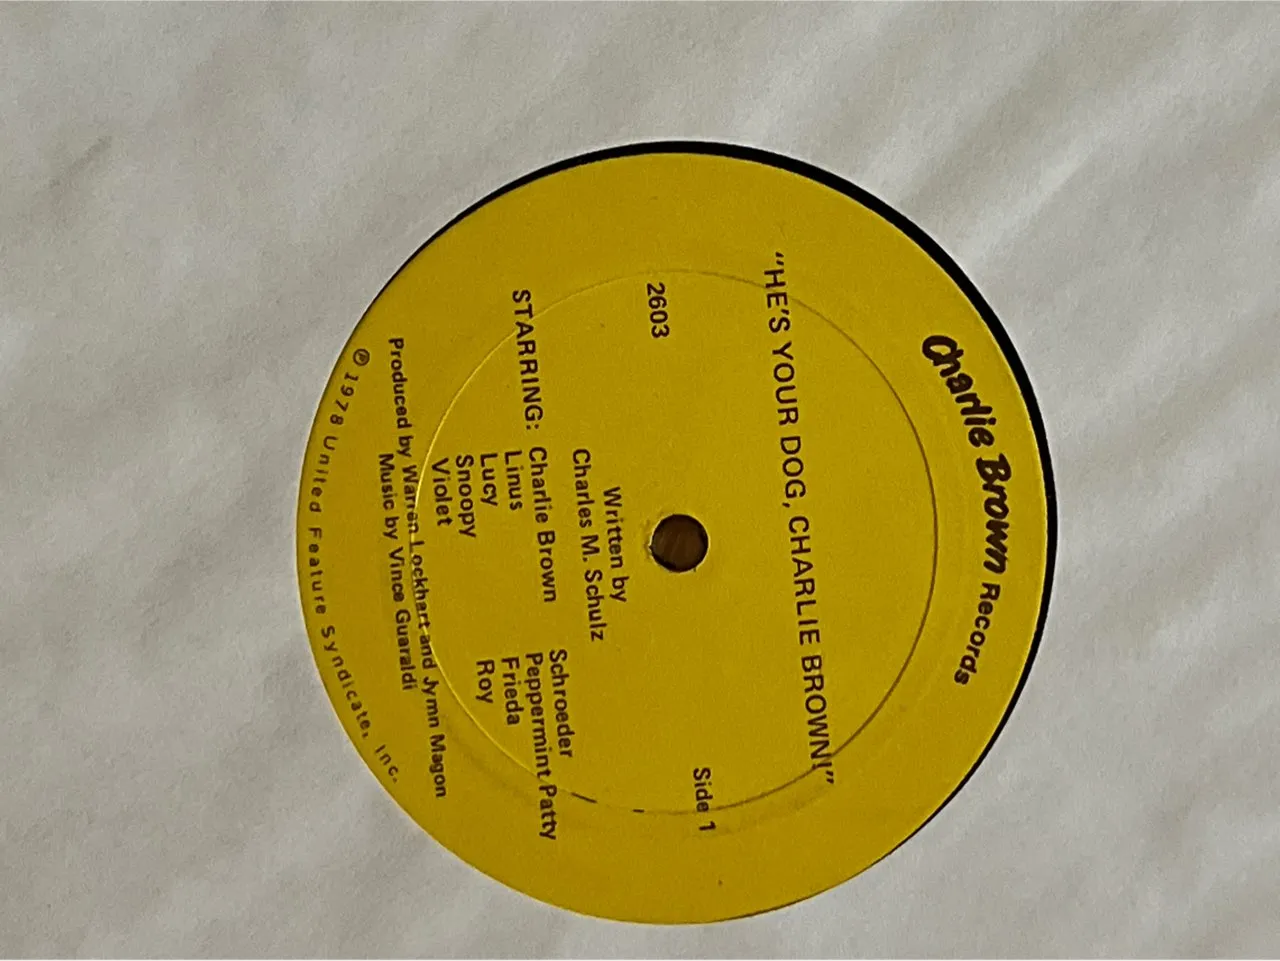 Charlie Brown Records
"HE'S YOUR DOG, CHARLIE BROWN!"
2603
Side 1
Written by
Charles M. Schulz
STARRING: Charlie Brown Schroeder
Linus Peppermint Patty
Lucy Frieda
Snoopy Roy
Violet
Produced by Warren Lockhart and Jymn Magon
Music by Vince Guaraldi
℗ 1978 United Feature Syndicate, Inc.